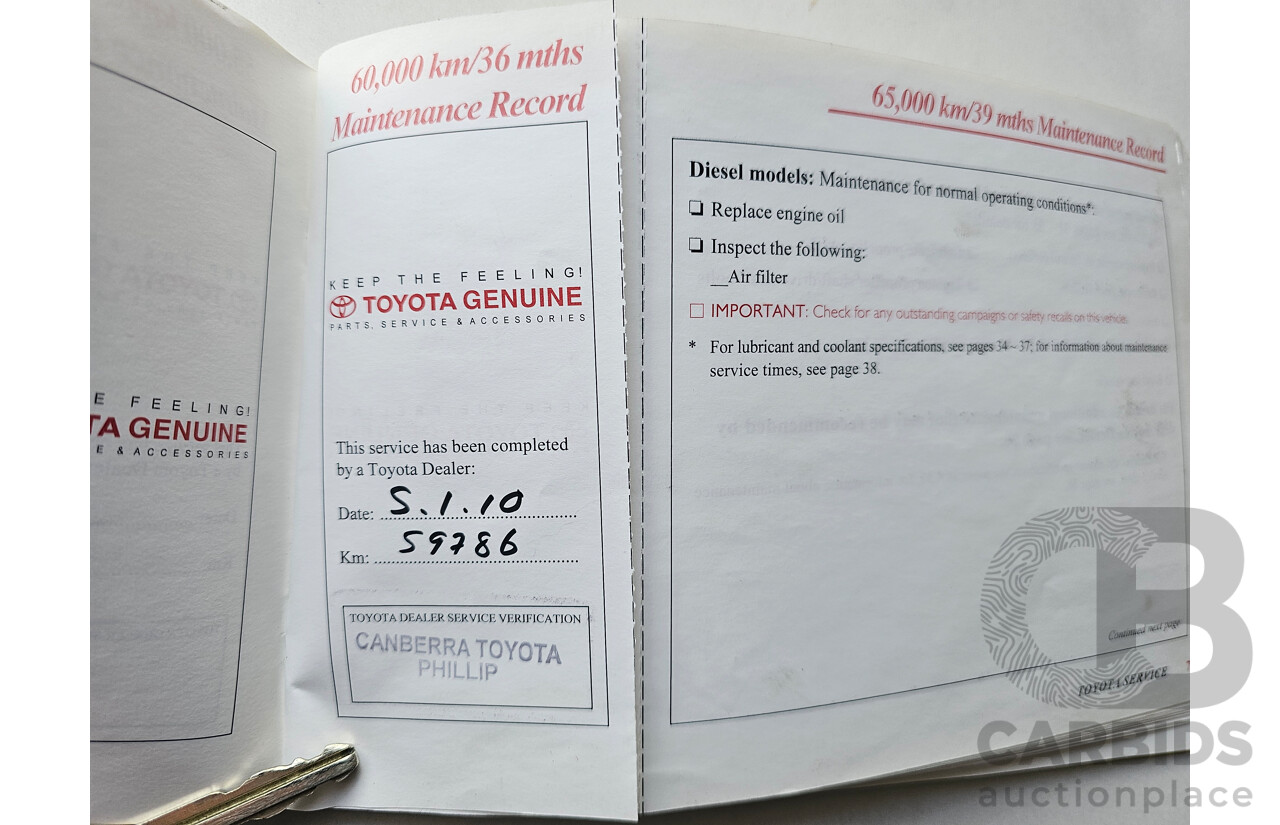 E FEELING!
TA GENUINE
E & ACCESSORIES
60,000 km/36 mths
Maintenance Record
KEEP THE FEELING!
TOYOTA GENUINE
PARTS, SERVICE & ACCESSORIES
This service has been completed
by a Toyota Dealer:
Date: 5.1.10
Km: 59786
TOYOTA DEALER SERVICE VERIFICATION
CANBERRA TOYOTA
PHILLIP
65,000 km/39 mths Maintenance Record
Diesel models: Maintenance for normal operating conditions*:
❑ Replace engine oil
❑ Inspect the following:
__Air filter
□ IMPORTANT: Check for any outstanding campaigns or safety recalls on this vehicle.
* For lubricant and coolant specifications, see pages 34 ~ 37; for information about maintenance
service times, see page 38.
Continued next page
TOYOTA SERVICE
CB
CARBIDS
auctionplace